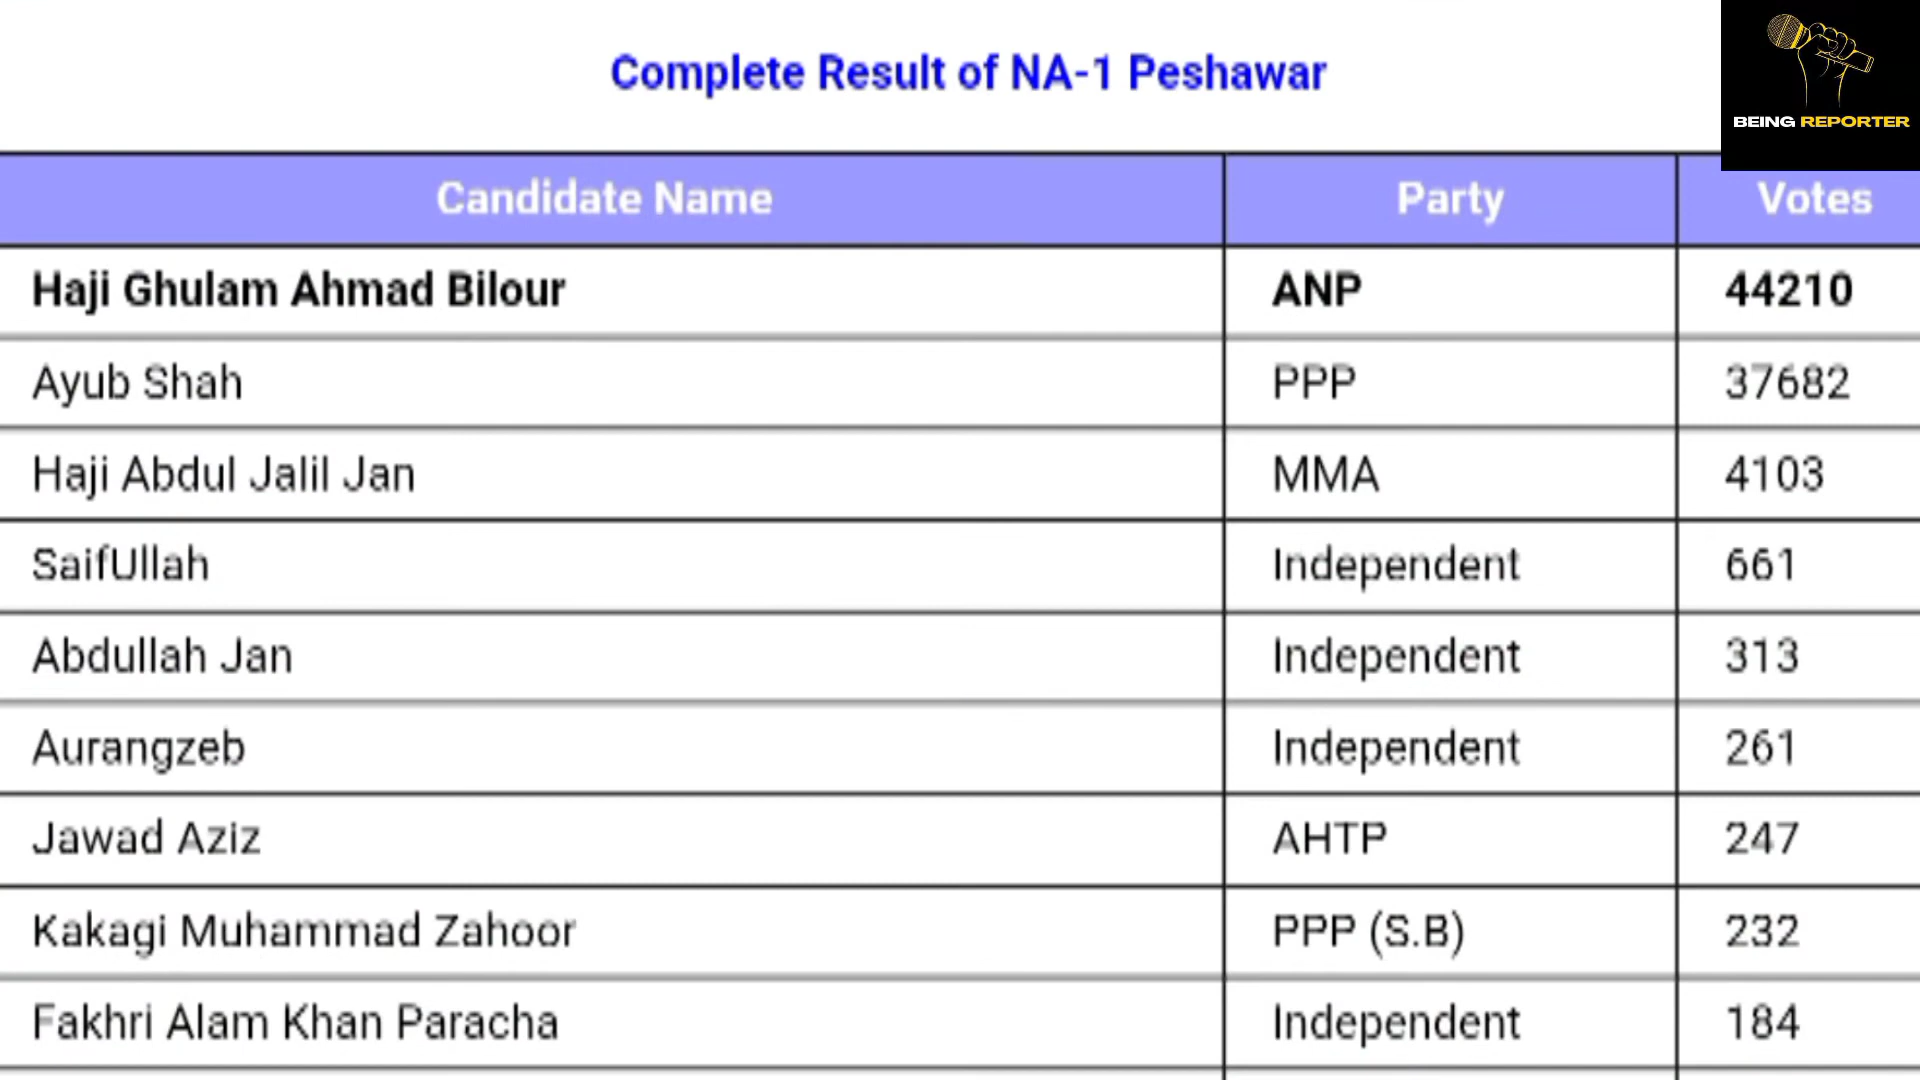 Complete Result of NA-1 Peshawar
BEING REPORTER
Candidate Name Party Votes
Haji Ghulam Ahmad Bilour ANP 44210
Ayub Shah PPP 37682
Haji Abdul Jalil Jan MMA 4103
SaifUllah Independent 661
Abdullah Jan Independent 313
Aurangzeb Independent 261
Jawad Aziz AHTP 247
Kakagi Muhammad Zahoor PPP (S.B) 232
Fakhri Alam Khan Paracha Independent 184